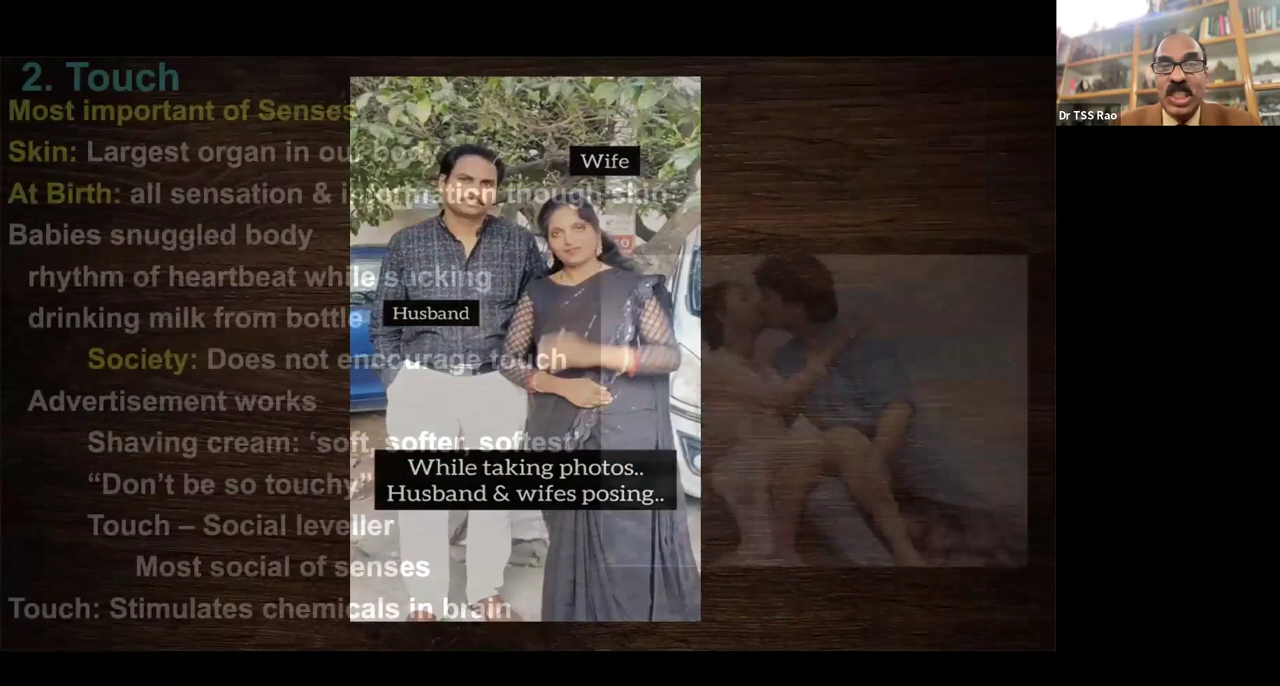 2. Touch
Most important of Senses
Skin: Largest organ in our body
At Birth: all sensation & information though skin
Babies snuggled body
rhythm of heartbeat while sucking
drinking milk from bottle
Society: Does not encourage touch
Advertisement works
Shaving cream: ‘soft, softer, softest’
“Don’t be so touchy”
Touch – Social leveller
Most social of senses
Touch: Stimulates chemicals in brain
Wife
Husband
While taking photos..
Husband & wifes posing..
Dr TSS Rao